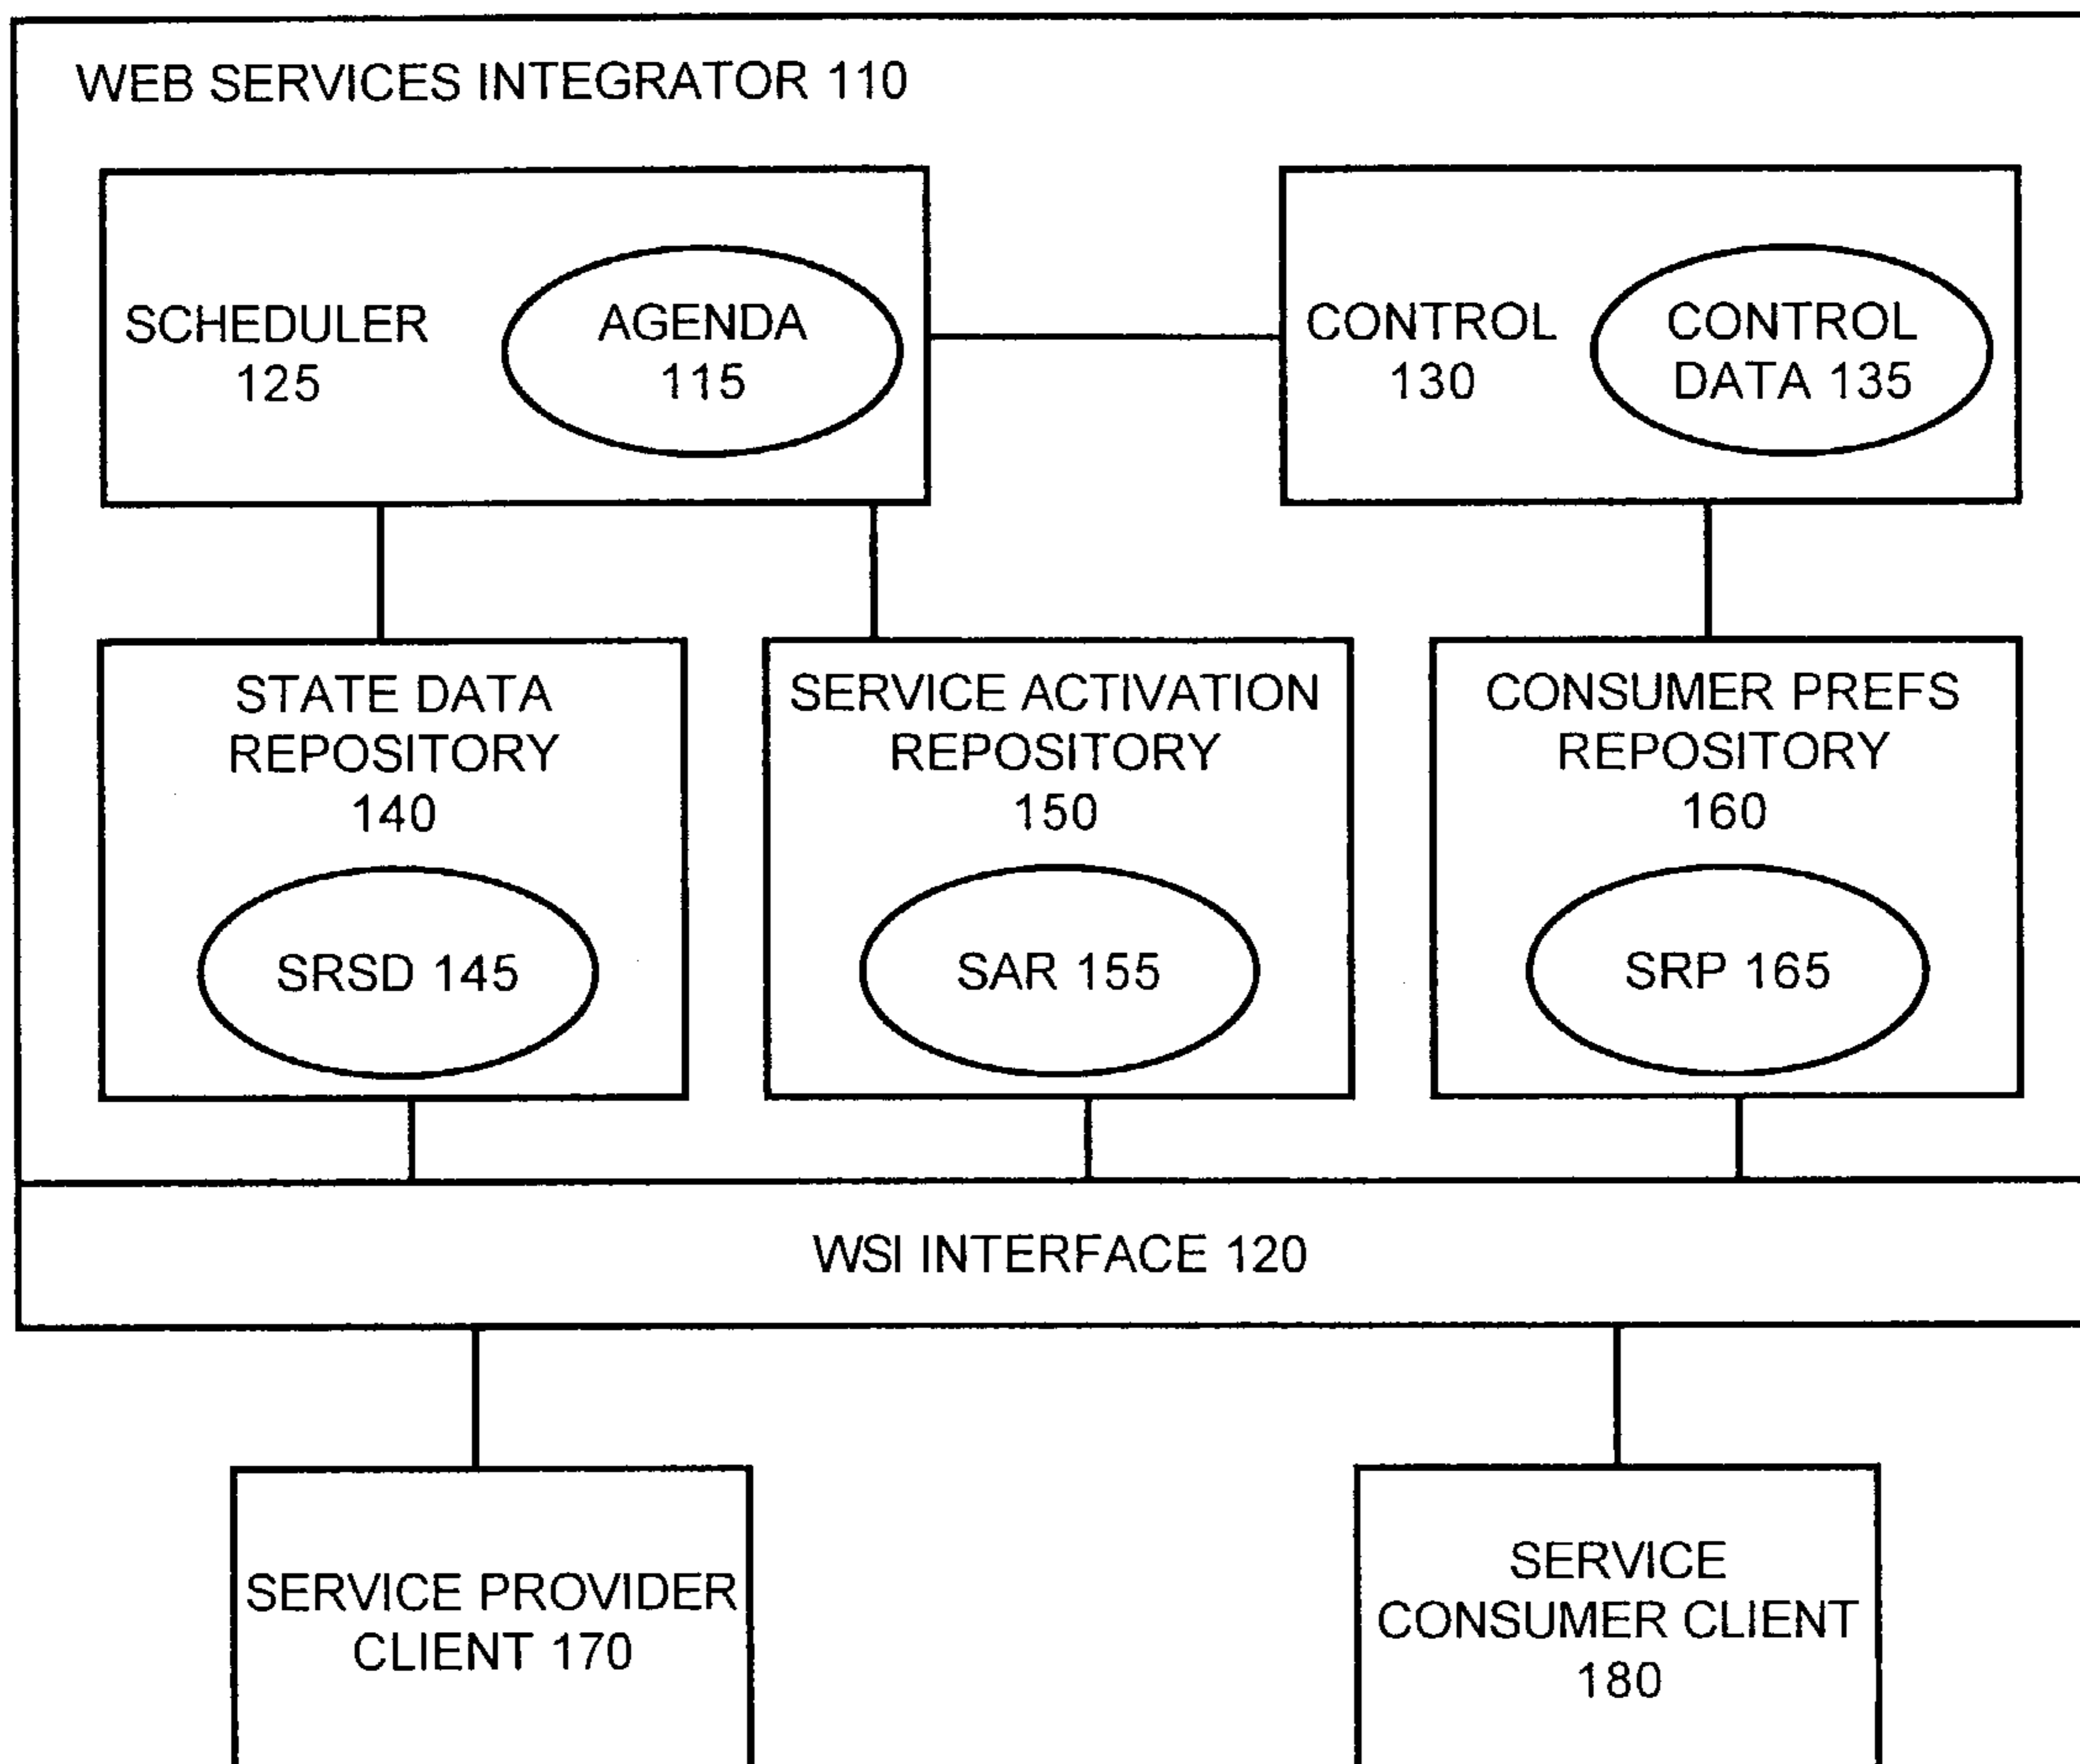 WEB SERVICES INTEGRATOR 110
SCHEDULER
125
AGENDA
115
CONTROL
130
CONTROL
DATA 135
STATE DATA
REPOSITORY
140
SRSD 145
SERVICE ACTIVATION
REPOSITORY
150
SAR 155
CONSUMER PREFS
REPOSITORY
160
SRP 165
WSI INTERFACE 120
SERVICE PROVIDER
CLIENT 170
SERVICE
CONSUMER CLIENT
180